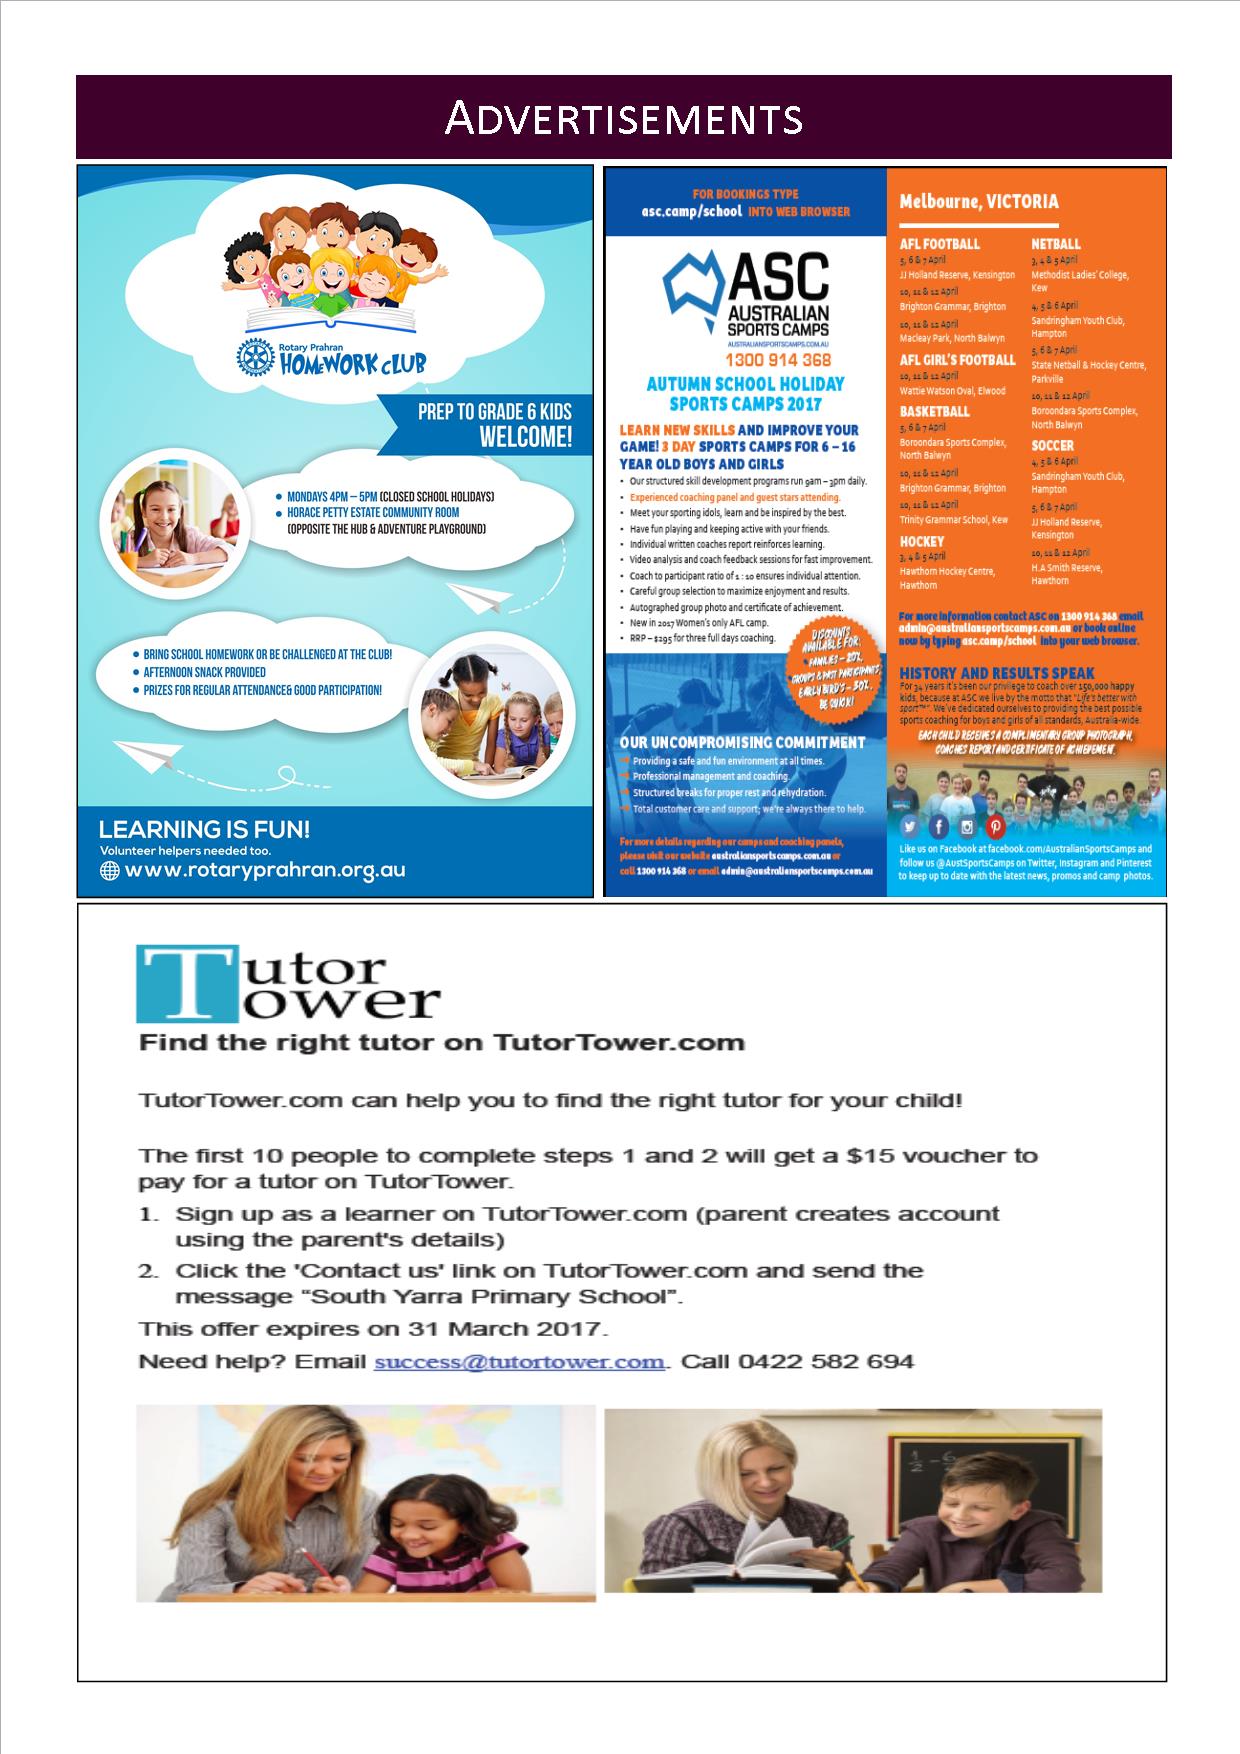 ADVERTISEMENTS
Rotary Prahran
HOMEWORK CLUB
PREP TO GRADE 6 KIDS
WELCOME!
• MONDAYS 4PM – 5PM (CLOSED SCHOOL HOLIDAYS)
• HORACE PETTY ESTATE COMMUNITY ROOM
(OPPOSITE THE HUB & ADVENTURE PLAYGROUND)
• BRING SCHOOL HOMEWORK OR BE CHALLENGED AT THE CLUB!
• AFTERNOON SNACK PROVIDED
• PRIZES FOR REGULAR ATTENDANCE& GOOD PARTICIPATION!
LEARNING IS FUN!
Volunteer helpers needed too.
www.rotaryprahran.org.au
FOR BOOKINGS TYPE
asc.camp/school INTO WEB BROWSER
ASC
AUSTRALIAN
SPORTS CAMPS
AUSTRALIANSPORTSCAMPS.COM.AU
1300 914 368
AUTUMN SCHOOL HOLIDAY
SPORTS CAMPS 2017
LEARN NEW SKILLS AND IMPROVE YOUR
GAME! 3 DAY SPORTS CAMPS FOR 6 – 16
YEAR OLD BOYS AND GIRLS
• Our structured skill development programs run 9am – 3pm daily.
• Experienced coaching panel and guest stars attending.
• Meet your sporting idols, learn and be inspired by the best.
• Have fun playing and keeping active with your friends.
• Individual written coaches report reinforces learning.
• Video analysis and coach feedback sessions for fast improvement.
• Coach to participant ratio of 1 : 10 ensures individual attention.
• Careful group selection to maximize enjoyment and results.
• Autographed group photo and certificate of achievement.
• New in 2017 Women's only AFL camp.
• RRP – $295 for three full days coaching.
DISCOUNTS
AVAILABLE FOR:
• FAMILIES – 20%,
GROUPS & PAST PARTICIPANTS,
EARLY BIRD'S – 30%.
BE QUICK!
OUR UNCOMPROMISING COMMITMENT
Providing a safe and fun environment at all times.
Professional management and coaching.
Structured breaks for proper rest and rehydration.
Total customer care and support; we're always there to help.
For more details regarding our camps and coaching panels,
please visit our website australiansportscamps.com.au or
call 1300 914 368 or email admin@australiansportscamps.com.au
Melbourne, VICTORIA
AFL FOOTBALL
5, 6 & 7 April
JJ Holland Reserve, Kensington
10, 11 & 12 April
Brighton Grammar, Brighton
10, 11 & 12 April
Macleay Park, North Balwyn
AFL GIRL'S FOOTBALL
10, 11 & 12 April
Wattie Watson Oval, Elwood
BASKETBALL
5, 6 & 7 April
Boroondara Sports Complex,
North Balwyn
10, 11 & 12 April
Brighton Grammar, Brighton
10, 11 & 12 April
Trinity Grammar School, Kew
HOCKEY
3, 4 & 5 April
Hawthorn Hockey Centre,
Hawthorn
NETBALL
3, 4 & 5 April
Methodist Ladies' College,
Kew
4, 5 & 6 April
Sandringham Youth Club,
Hampton
5, 6 & 7 April
State Netball & Hockey Centre,
Parkville
10, 11 & 12 April
Boroondara Sports Complex,
North Balwyn
SOCCER
4, 5 & 6 April
Sandringham Youth Club,
Hampton
5, 6 & 7 April
JJ Holland Reserve,
Kensington
10, 11 & 12 April
H.A Smith Reserve,
Hawthorn
For more information contact ASC on 1300 914 368 email
admin@australiansportscamps.com.au or book online
now by typing asc.camp/school into your web browser.
HISTORY AND RESULTS SPEAK
For 34 years it's been our privilege to coach over 150,000 happy
kids, because at ASC we live by the motto that "Life's better with
sport™". We've dedicated ourselves to providing the best possible
sports coaching for boys and girls of all standards, Australia-wide.
EACH CHILD RECEIVES A COMPLIMENTARY GROUP PHOTOGRAPH,
COACHES REPORT AND CERTIFICATE OF ACHIEVEMENT.
Like us on Facebook at facebook.com/AustralianSportsCamps and
follow us @AustSportsCamps on Twitter, Instagram and Pinterest
to keep up to date with the latest news, promos and camp photos.
Tutor
Tower
Find the right tutor on TutorTower.com
TutorTower.com can help you to find the right tutor for your child!
The first 10 people to complete steps 1 and 2 will get a $15 voucher to
pay for a tutor on TutorTower.
1. Sign up as a learner on TutorTower.com (parent creates account
using the parent's details)
2. Click the 'Contact us' link on TutorTower.com and send the
message “South Yarra Primary School”.
This offer expires on 31 March 2017.
Need help? Email success@tutortower.com. Call 0422 582 694